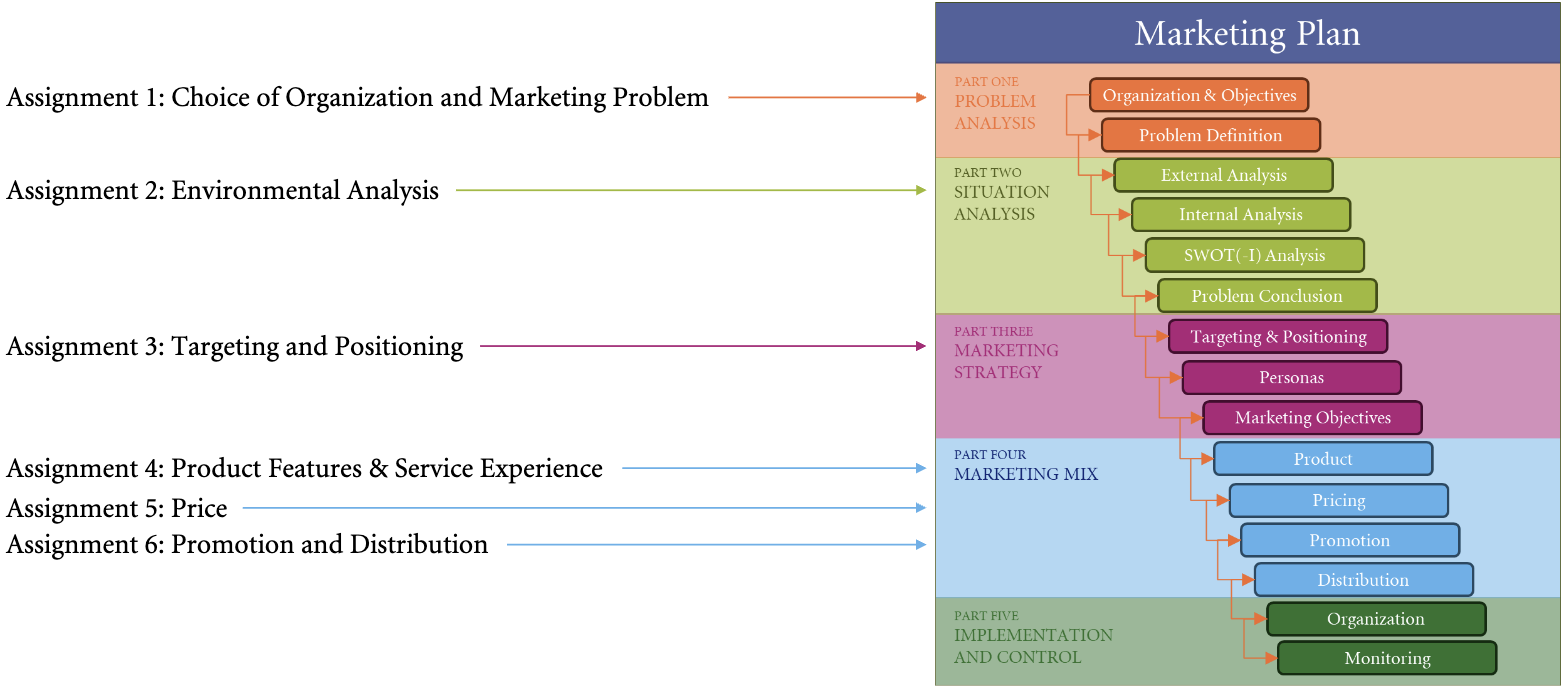 Marketing Plan
Assignment 1: Choice of Organization and Marketing Problem
PART ONE
PROBLEM
ANALYSIS
Organization & Objectives
Problem Definition
Assignment 2: Environmental Analysis
PART TWO
SITUATION
ANALYSIS
External Analysis
Internal Analysis
SWOT(-I) Analysis
Problem Conclusion
Assignment 3: Targeting and Positioning
PART THREE
MARKETING
STRATEGY
Targeting & Positioning
Personas
Marketing Objectives
Assignment 4: Product Features & Service Experience
Assignment 5: Price
Assignment 6: Promotion and Distribution
PART FOUR
MARKETING MIX
Product
Pricing
Promotion
Distribution
PART FIVE
IMPLEMENTATION
AND CONTROL
Organization
Monitoring